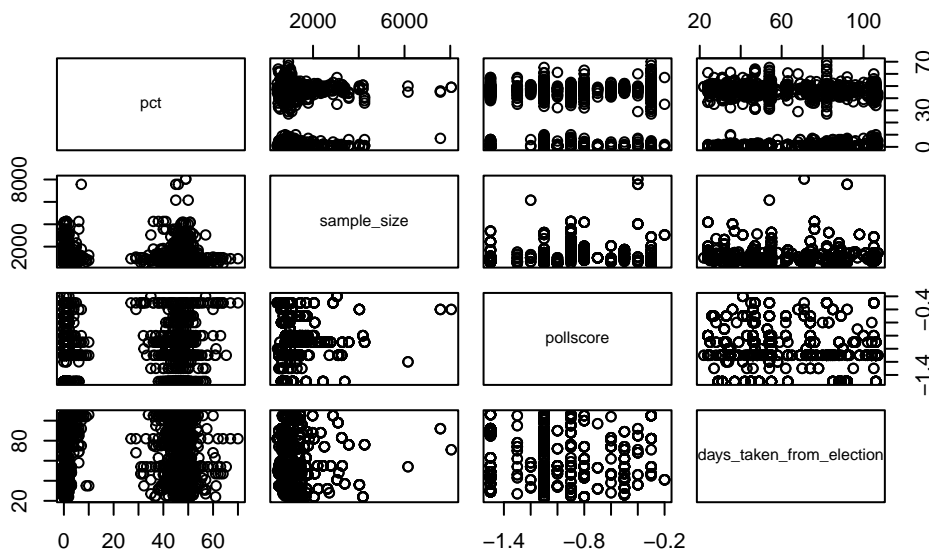 2000 6000
20 60 100
pct
0 30 70
2000 8000
sample_size
pollscore
-1.4 -0.4
20 80
days_taken_from_election
0 20 40 60
-1.4 -0.8 -0.2